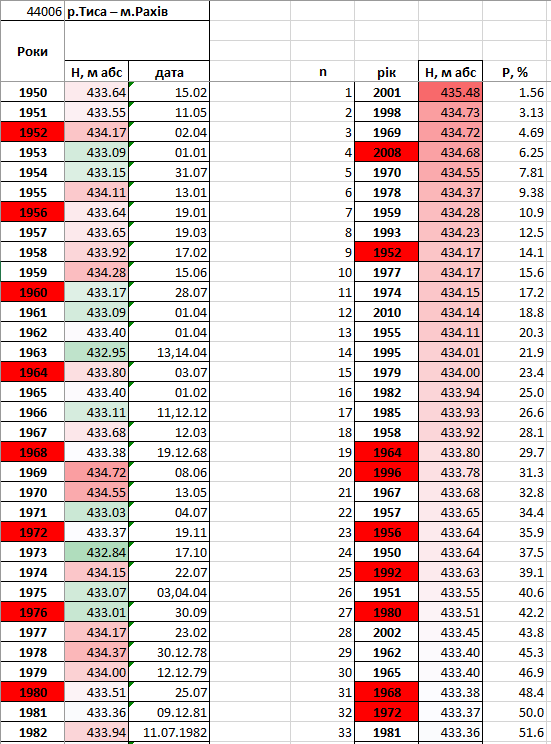 44006 р.Тиса – м.Рахів
Роки
Н, м абс дата n рік Н, м абс Р, %
1950 433.64 15.02 1 2001 435.48 1.56
1951 433.55 11.05 2 1998 434.73 3.13
1952 434.17 02.04 3 1969 434.72 4.69
1953 433.09 01.01 4 2008 434.68 6.25
1954 433.15 31.07 5 1970 434.55 7.81
1955 434.11 13.01 6 1978 434.37 9.38
1956 433.64 19.01 7 1959 434.28 10.9
1957 433.65 19.03 8 1993 434.23 12.5
1958 433.92 17.02 9 1952 434.17 14.1
1959 434.28 15.06 10 1977 434.17 15.6
1960 433.17 28.07 11 1974 434.15 17.2
1961 433.09 01.04 12 2010 434.14 18.8
1962 433.40 01.04 13 1955 434.11 20.3
1963 432.95 13,14.04 14 1995 434.01 21.9
1964 433.80 03.07 15 1979 434.00 23.4
1965 433.40 01.02 16 1982 433.94 25.0
1966 433.11 11,12.12 17 1985 433.93 26.6
1967 433.68 12.03 18 1958 433.92 28.1
1968 433.38 19.12.68 19 1964 433.80 29.7
1969 434.72 08.06 20 1996 433.78 31.3
1970 434.55 13.05 21 1967 433.68 32.8
1971 433.03 04.07 22 1957 433.65 34.4
1972 433.37 19.11 23 1956 433.64 35.9
1973 432.84 17.10 24 1950 433.64 37.5
1974 434.15 22.07 25 1992 433.63 39.1
1975 433.07 03,04.04 26 1951 433.55 40.6
1976 433.01 30.09 27 1980 433.51 42.2
1977 434.17 23.02 28 2002 433.45 43.8
1978 434.37 30.12.78 29 1962 433.40 45.3
1979 434.00 12.12.79 30 1965 433.40 46.9
1980 433.51 25.07 31 1968 433.38 48.4
1981 433.36 09.12.81 32 1972 433.37 50.0
1982 433.94 11.07.1982 33 1981 433.36 51.6